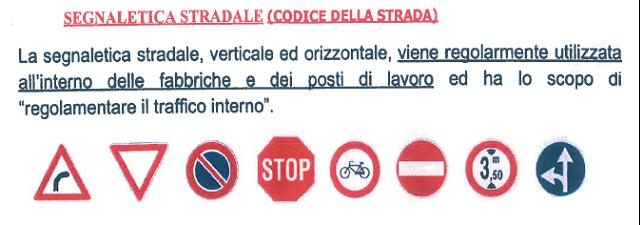 SEGNALETICA STRADALE (CODICE DELLA STRADA)
La segnaletica stradale, verticale ed orizzontale, viene regolarmente utilizzata
all'interno delle fabbriche e dei posti di lavoro ed ha lo scopo di
"regolamentare il traffico interno".
STOP
3,50 m